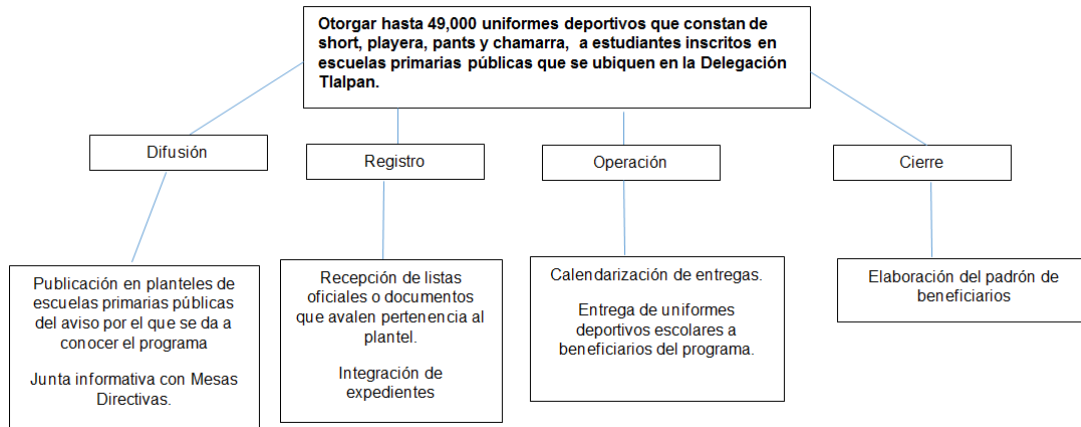 Otorgar hasta 49,000 uniformes deportivos que constan de
short, playera, pants y chamarra, a estudiantes inscritos en
escuelas primarias públicas que se ubiquen en la Delegación
Tlalpan.
Difusión
Registro
Operación
Cierre
Publicación en planteles de
escuelas primarias públicas
del aviso por el que se da a
conocer el programa
Junta informativa con Mesas
Directivas.
Recepción de listas
oficiales o documentos
que avalen pertenencia al
plantel.
Integración de
expedientes
Calendarización de entregas.
Entrega de uniformes
deportivos escolares a
beneficiarios del programa.
Elaboración del padrón de
beneficiarios